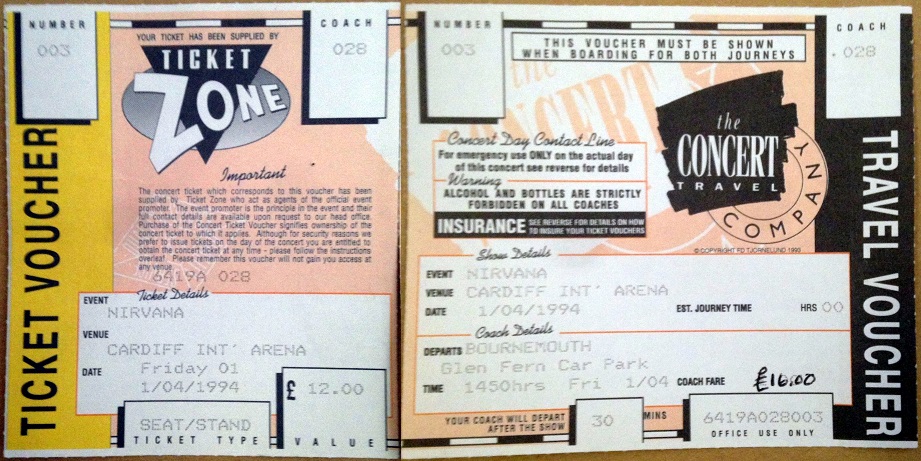 NUMBER
003
COACH
028
YOUR TICKET HAS BEEN SUPPLIED BY
TICKET
ZONE
TICKET VOUCHER
Important
The concert ticket which corresponds to this voucher has been
supplied by Ticket Zone who act as agents of the official event
promoter. The event promoter is the principle in the event and their
full contact details are available upon request to our head office.
Purchase of the Concert Ticket Voucher signifies ownership of the
concert ticket to which it applies. Although for security reasons we
prefer to issue tickets on the day of the concert you are entitled to
obtain the concert ticket at any time - please follow the instructions
overleaf. Please remember this voucher will not gain you access at
any venue.
6419A 028
Ticket Details
EVENT
NIRVANA
VENUE
CARDIFF INT' ARENA
DATE
Friday 01
1/04/1994
£ 12.00
VALUE
SEAT/STAND
TICKET TYPE
NUMBER
003
COACH
028
THIS VOUCHER MUST BE SHOWN
WHEN BOARDING FOR BOTH JOURNEYS
the
CONCERT
Concert Day Contact Line
For emergency use ONLY on the actual day
of this concert see reverse for details
Warning
ALCOHOL AND BOTTLES ARE STRICTLY
FORBIDDEN ON ALL COACHES
INSURANCE SEE REVERSE FOR DETAILS ON HOW
TO INSURE YOUR TICKET VOUCHERS
the
CONCERT
TRAVEL
COMPANY
© COPYRIGHT FD TJORNELUND 1993
TRAVEL VOUCHER
Show Details
EVENT NIRVANA
VENUE CARDIFF INT' ARENA
DATE 1/04/1994 EST. JOURNEY TIME HRS 00
Coach Details
DEPARTS BOURNEMOUTH
Glen Fern Car Park
TIME 1450hrs Fri 1/04 COACH FARE £16.00
YOUR COACH WILL DEPART 30 MINS
AFTER THE SHOW
6419A028003
OFFICE USE ONLY